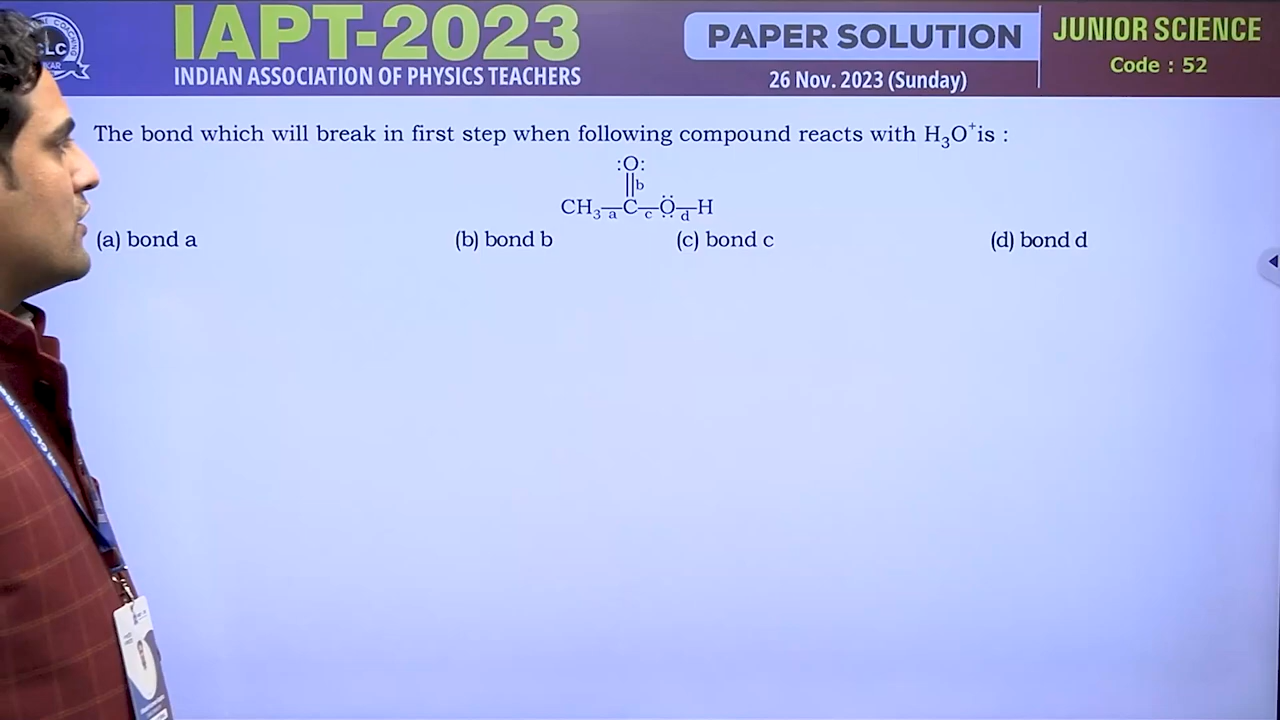 IAPT-2023
INDIAN ASSOCIATION OF PHYSICS TEACHERS
PAPER SOLUTION
26 Nov. 2023 (Sunday)
JUNIOR SCIENCE
Code : 52
CLC
The bond which will break in first step when following compound reacts with H₃O⁺is :
:O:
||b
CH₃—a—C—c—Ö—d—H
(a) bond a (b) bond b (c) bond c (d) bond d